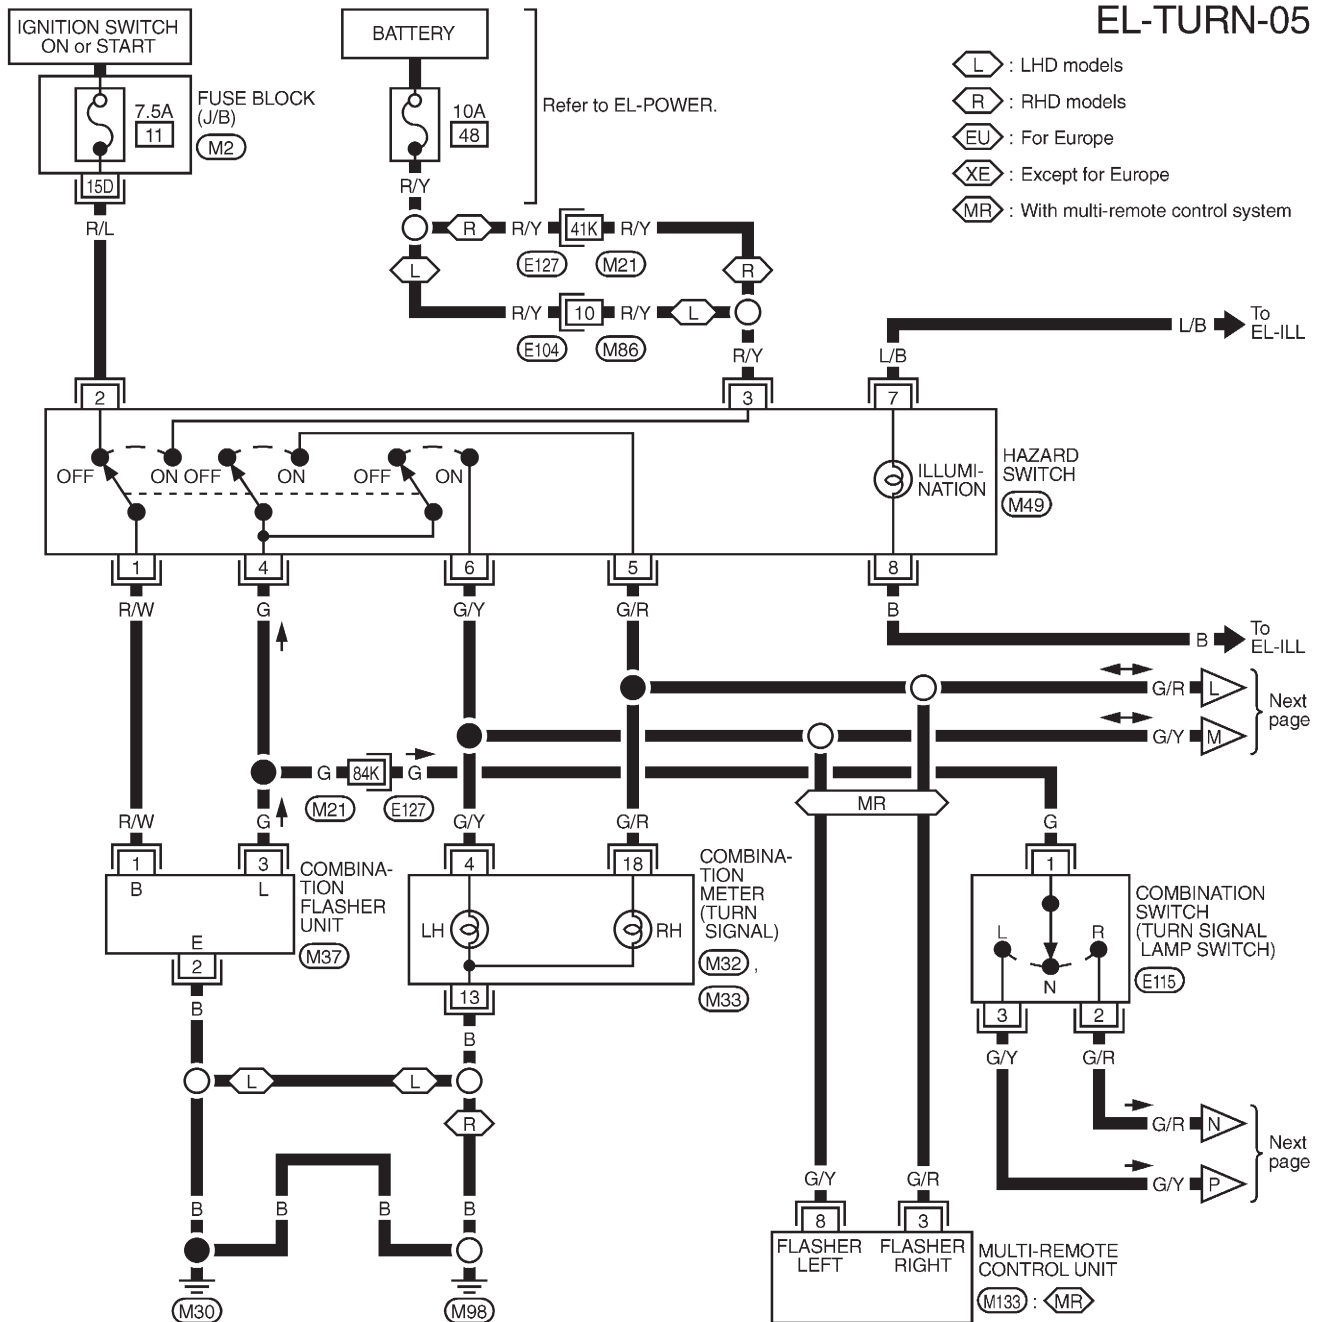 EL-TURN-05
IGNITION SWITCH
ON or START
BATTERY
L : LHD models
R : RHD models
EU : For Europe
XE : Except for Europe
MR : With multi-remote control system
7.5A
11
FUSE BLOCK
(J/B)
M2
10A
48
Refer to EL-POWER.
15D
R/L
R/Y
R
R/Y
41K
R/Y
E127
M21
L
R
R/Y
10
R/Y
L
E104
M86
R/Y
L/B
L/B
To
EL-ILL
2
3
7
OFF
ON
OFF
ON
OFF
ON
ILLUMI-
NATION
HAZARD
SWITCH
M49
1
4
6
5
8
R/W
G
G/Y
G/R
B
B
To
EL-ILL
G/R
L
G/Y
M
Next
page
G
84K
G
M21
E127
MR
R/W
G
G/Y
G/R
G
1
3
4
18
1
B
L
E
COMBINA-
TION
FLASHER
UNIT
M37
2
LH
RH
COMBINA-
TION
METER
(TURN
SIGNAL)
M32 ,
M33
13
L
R
N
COMBINATION
SWITCH
(TURN SIGNAL
LAMP SWITCH)
E115
3
2
B
B
G/Y
G/R
L
L
R
G/R
N
G/Y
P
Next
page
B
B
B
B
G/Y
G/R
8
3
FLASHER
LEFT
FLASHER
RIGHT
MULTI-REMOTE
CONTROL UNIT
M133 : MR
M30
M98